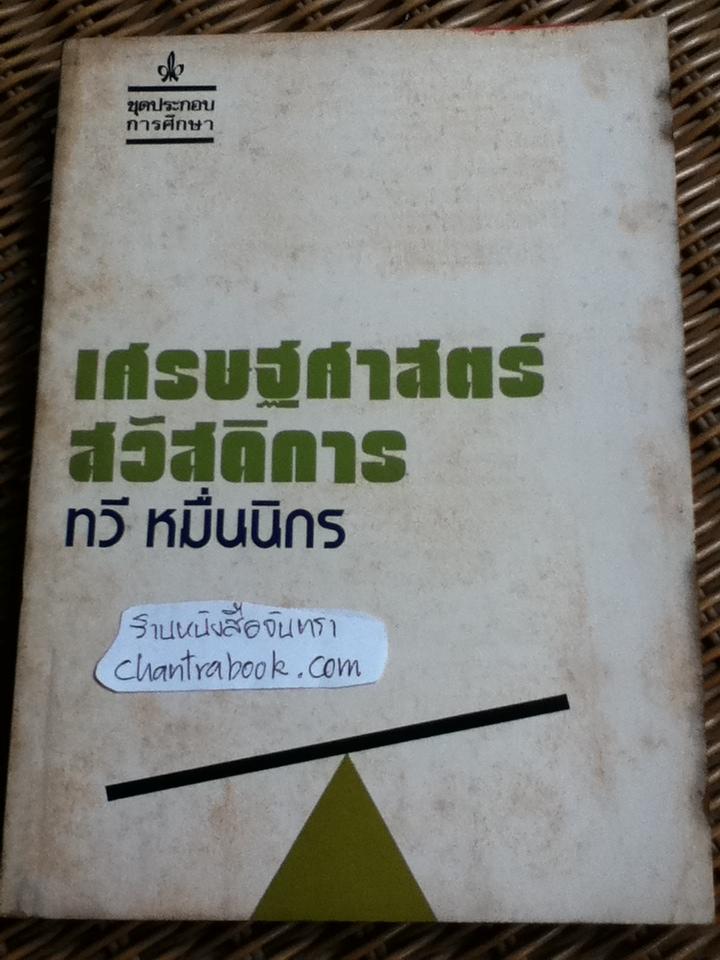 ชุดประกอบ
การศึกษา
เศรษฐศาสตร์
สวัสดิการ
ทวี หมื่นนิกร
ร้านหนังสือจันทรา
chantrabook.com